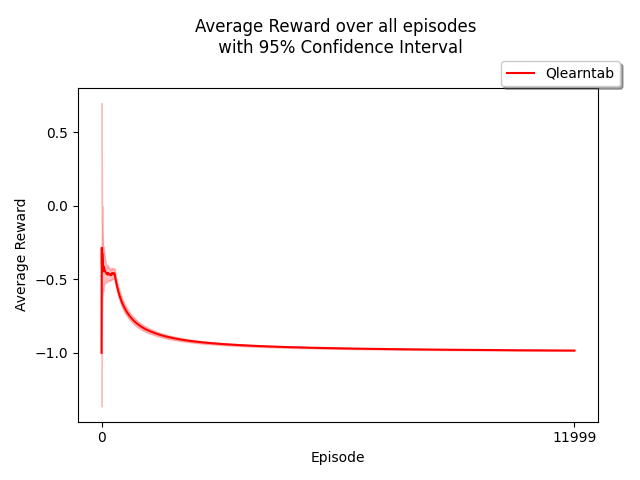 Average Reward over all episodes
with 95% Confidence Interval
Qlearntab
Average Reward
0.5
0.0
−0.5
−1.0
0
11999
Episode